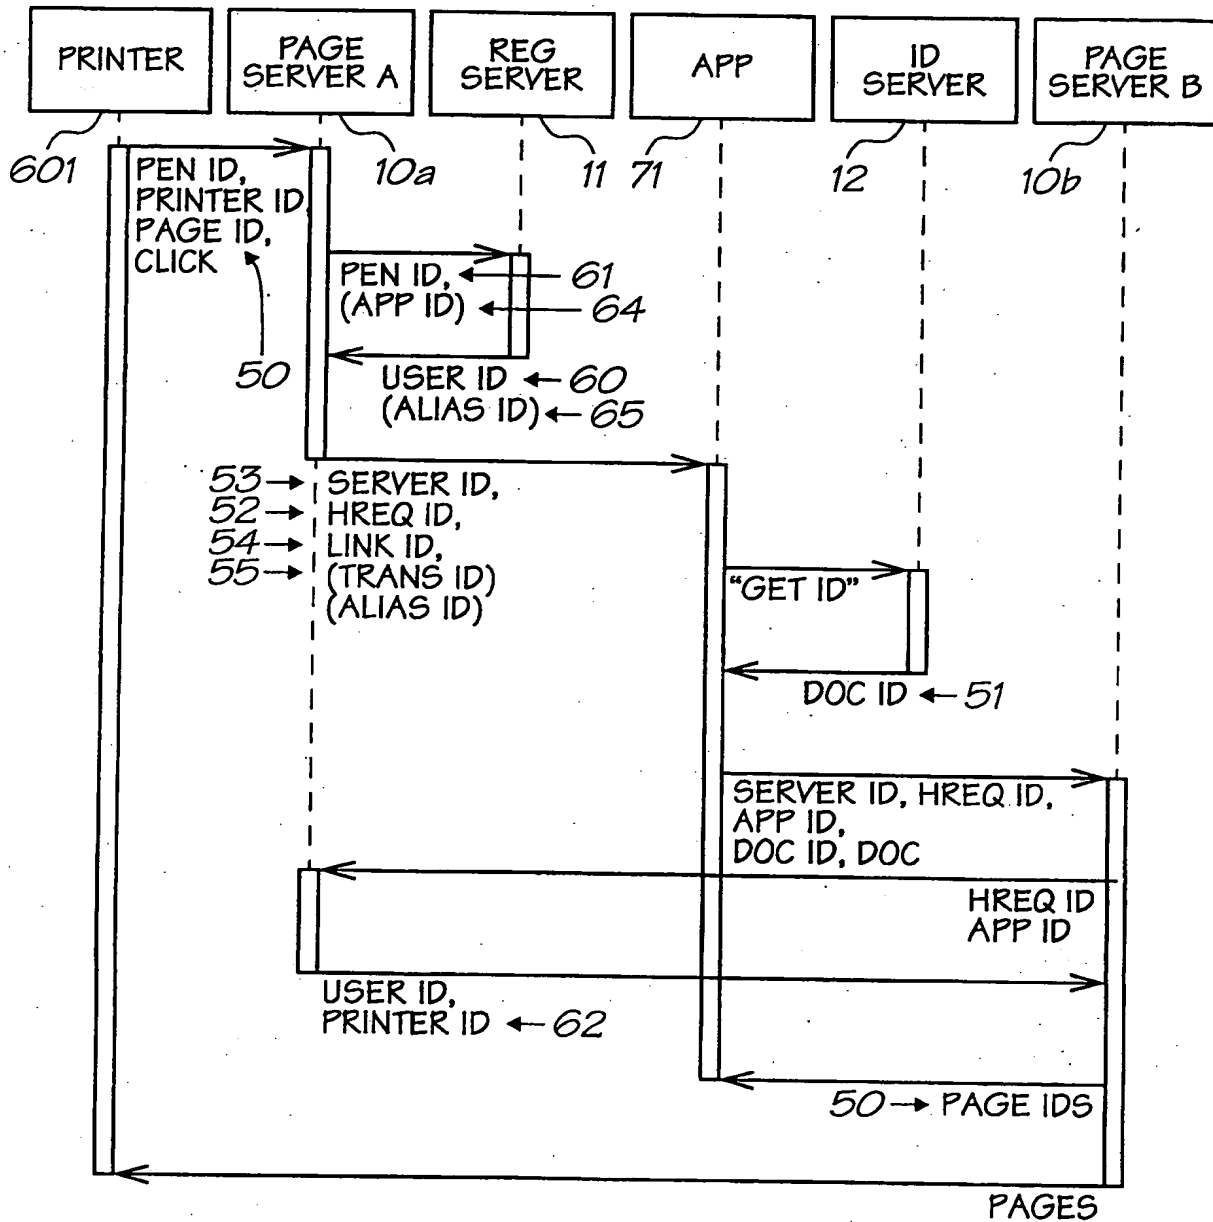 PRINTER
PAGE
SERVER A
REG
SERVER
APP
ID
SERVER
PAGE
SERVER B
601
10a
11
71
12
10b
PEN ID,
PRINTER ID
PAGE ID,
CLICK
50
PEN ID, ← 61
(APP ID) ← 64
USER ID ← 60
(ALIAS ID) ← 65
53 → SERVER ID,
52 → HREQ ID,
54 → LINK ID,
55 → (TRANS ID)
(ALIAS ID)
"GET ID"
DOC ID ← 51
SERVER ID, HREQ ID,
APP ID,
DOC ID, DOC
HREQ ID
APP ID
USER ID,
PRINTER ID ← 62
50 → PAGE IDS
PAGES